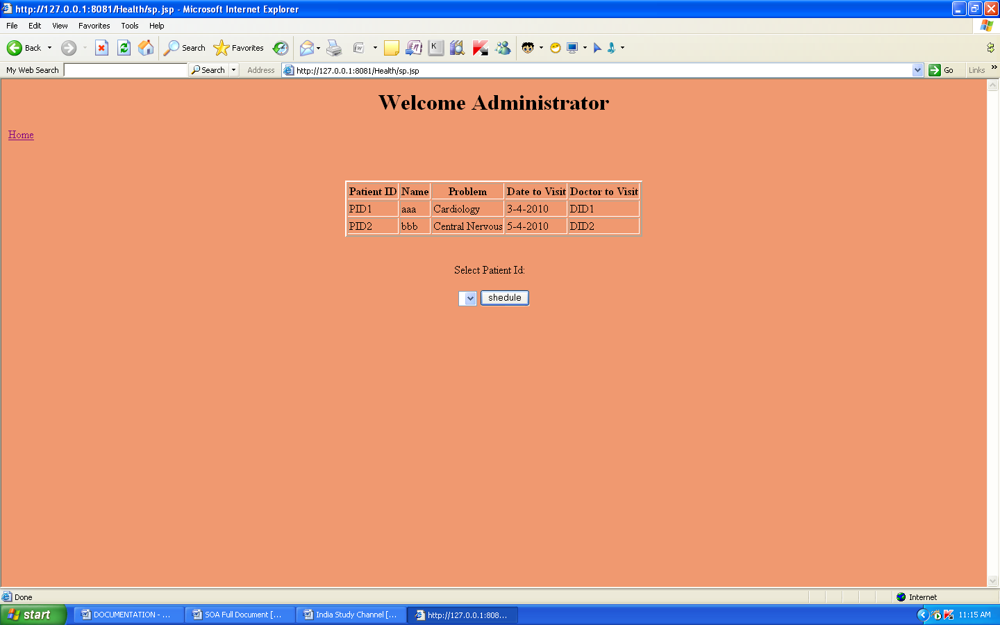 http://127.0.0.1:8081/Health/sp.jsp - Microsoft Internet Explorer
File Edit View Favorites Tools Help
Back Search Favorites
My Web Search Search Address http://127.0.0.1:8081/Health/sp.jsp Go Links »
Welcome Administrator
Home
Patient ID Name Problem Date to Visit Doctor to Visit
PID1 aaa Cardiology 3-4-2010 DID1
PID2 bbb Central Nervous 5-4-2010 DID2
Select Patient Id:
shedule
Done Internet
start DOCUMENTATION - ... SOA Full Document [... India Study Channel [... http://127.0.0.1:808... 11:15 AM